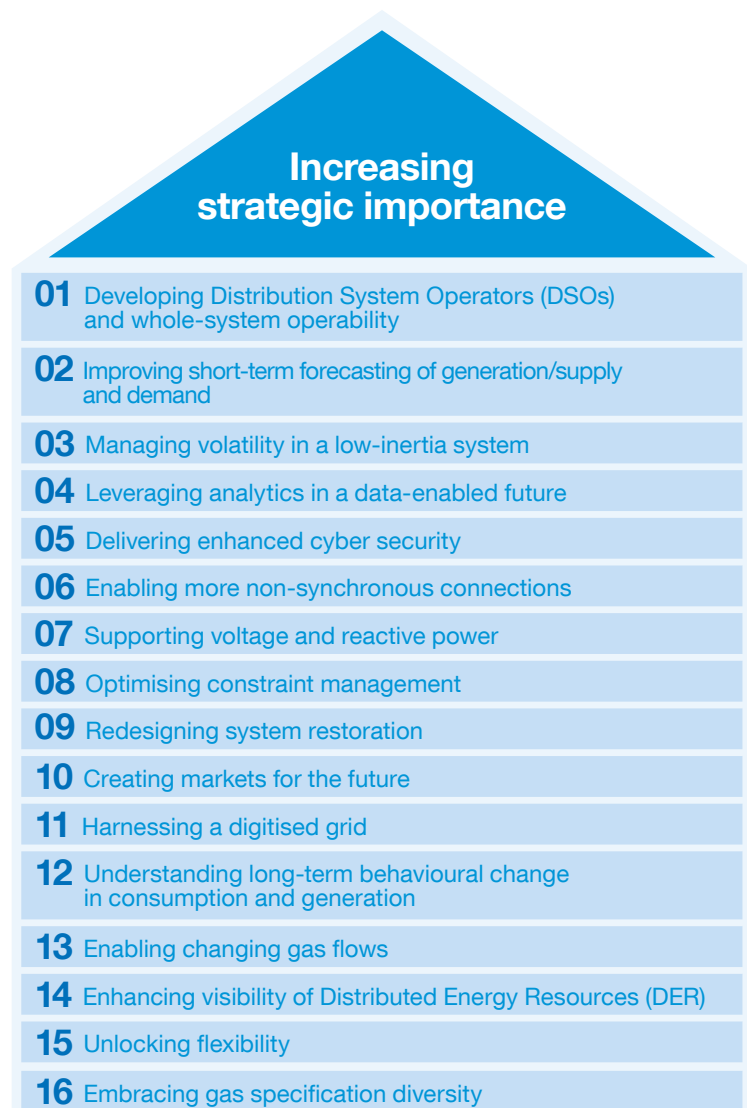 Increasing
strategic importance
01 Developing Distribution System Operators (DSOs)
and whole-system operability
02 Improving short-term forecasting of generation/supply
and demand
03 Managing volatility in a low-inertia system
04 Leveraging analytics in a data-enabled future
05 Delivering enhanced cyber security
06 Enabling more non-synchronous connections
07 Supporting voltage and reactive power
08 Optimising constraint management
09 Redesigning system restoration
10 Creating markets for the future
11 Harnessing a digitised grid
12 Understanding long-term behavioural change
in consumption and generation
13 Enabling changing gas flows
14 Enhancing visibility of Distributed Energy Resources (DER)
15 Unlocking flexibility
16 Embracing gas specification diversity